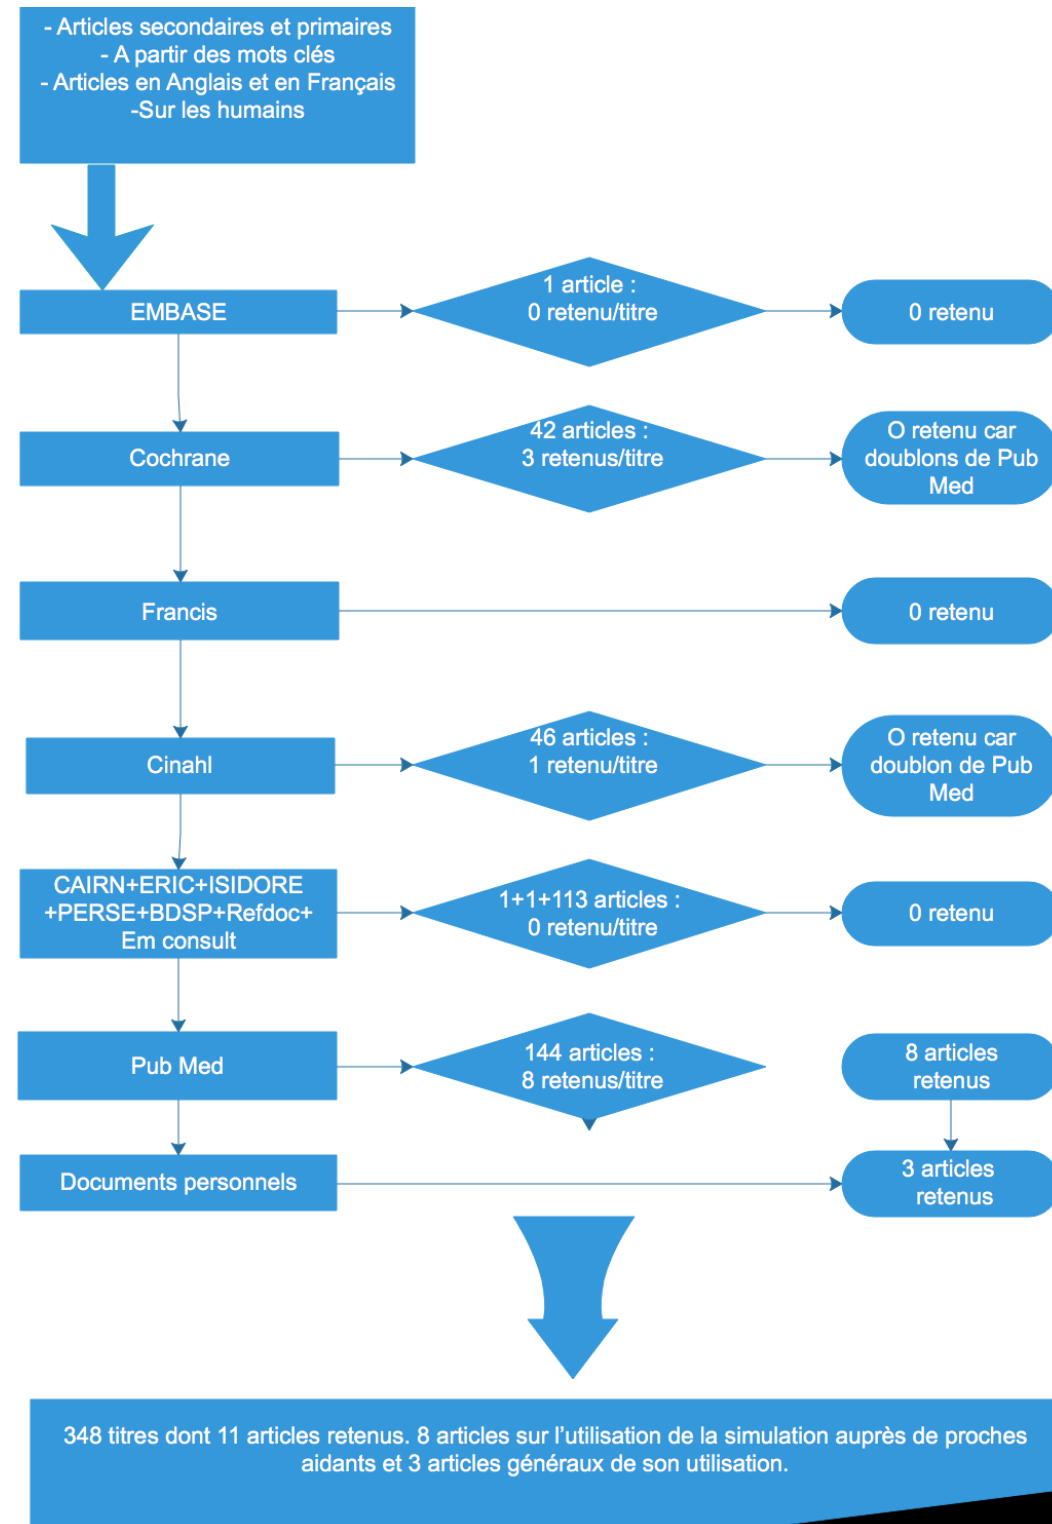 - Articles secondaires et primaires
- A partir des mots clés
- Articles en Anglais et en Français
-Sur les humains
EMBASE
1 article :
0 retenu/titre
0 retenu
Cochrane
42 articles :
3 retenus/titre
O retenu car
doublons de Pub
Med
Francis
0 retenu
Cinahl
46 articles :
1 retenu/titre
O retenu car
doublon de Pub
Med
CAIRN+ERIC+ISIDORE
+PERSE+BDSP+Refdoc+
Em consult
1+1+113 articles :
0 retenu/titre
0 retenu
Pub Med
144 articles :
8 retenus/titre
8 articles
retenus
Documents personnels
3 articles
retenus
348 titres dont 11 articles retenus. 8 articles sur l'utilisation de la simulation auprès de proches
aidants et 3 articles généraux de son utilisation.